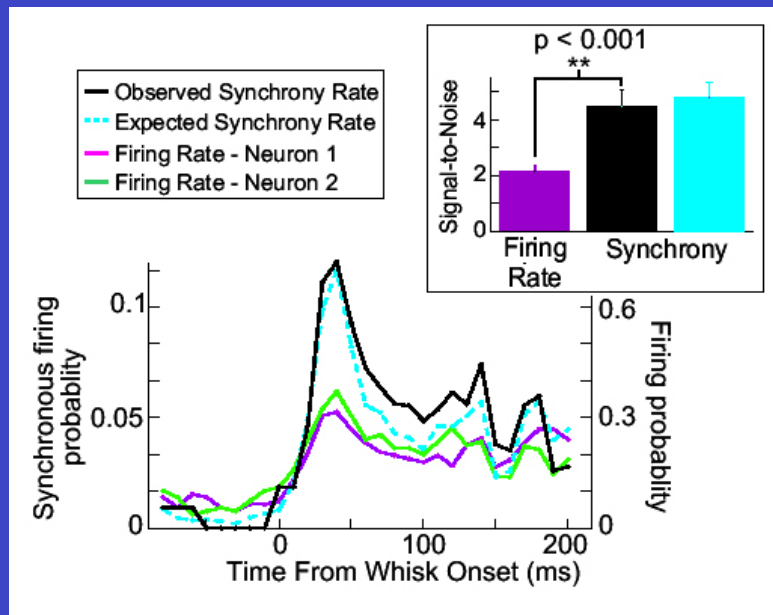 p < 0.001
**
Signal-to-Noise
4
2
0
Firing
Rate
Synchrony
Observed Synchrony Rate
Expected Synchrony Rate
Firing Rate - Neuron 1
Firing Rate - Neuron 2
Synchronous firing
probablity
0.1
0.05
0
0.6
0.3
0
Firing probablity
0
100
200
Time From Whisk Onset (ms)